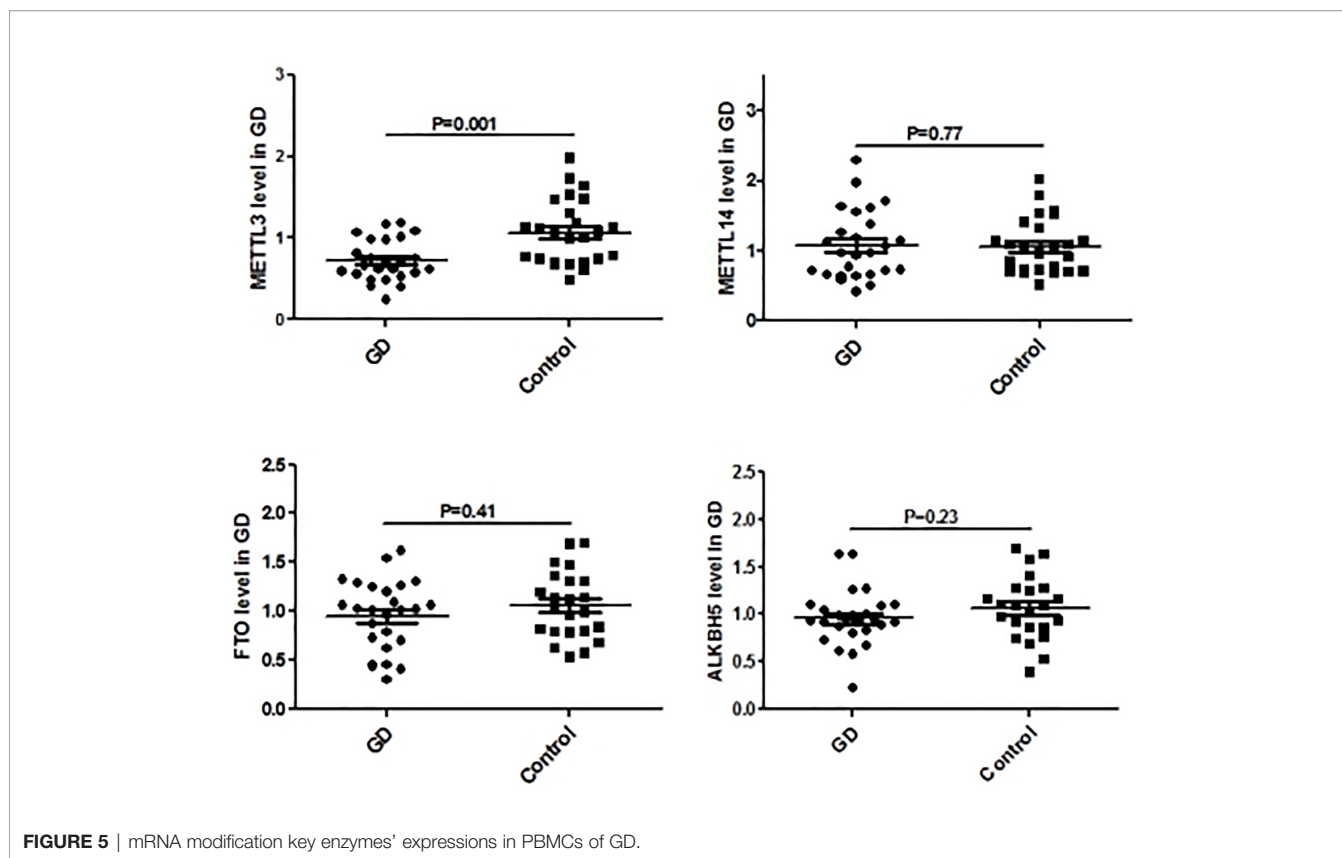 METTL3 level in GD
3
2
1
0
P=0.001
GD
Control
METTL14 level in GD
3
2
1
0
P=0.77
GD
Control
FTO level in GD
2.5
2.0
1.5
1.0
0.5
0.0
P=0.41
GD
Control
ALKBH5 level in GD
2.5
2.0
1.5
1.0
0.5
0.0
P=0.23
GD
Control
FIGURE 5 | mRNA modification key enzymes' expressions in PBMCs of GD.